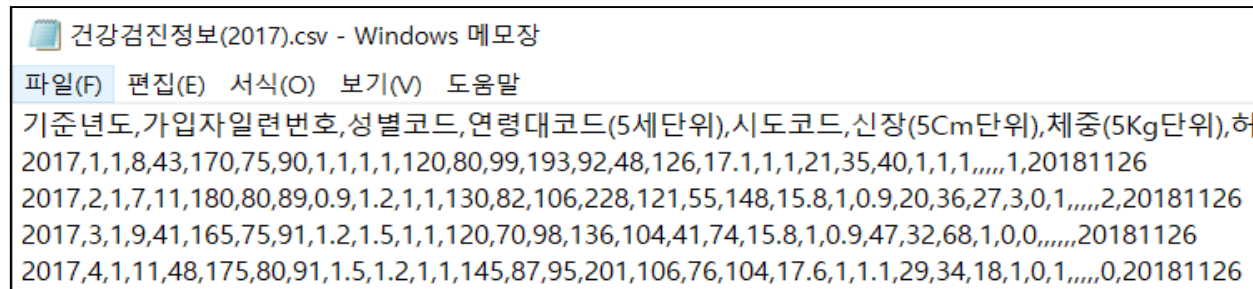 건강검진정보(2017).csv - Windows 메모장
파일(F) 편집(E) 서식(O) 보기(V) 도움말
기준년도,가입자일련번호,성별코드,연령대코드(5세단위),시도코드,신장(5Cm단위),체중(5Kg단위),허
2017,1,1,8,43,170,75,90,1,1,1,1,120,80,99,193,92,48,126,17.1,1,1,21,35,40,1,1,1,,,,,1,20181126
2017,2,1,7,11,180,80,89,0.9,1.2,1,1,130,82,106,228,121,55,148,15.8,1,0.9,20,36,27,3,0,1,,,,,2,20181126
2017,3,1,9,41,165,75,91,1.2,1.5,1,1,120,70,98,136,104,41,74,15.8,1,0.9,47,32,68,1,0,0,,,,,,20181126
2017,4,1,11,48,175,80,91,1.5,1.2,1,1,145,87,95,201,106,76,104,17.6,1,1.1,29,34,18,1,0,1,,,,,0,20181126